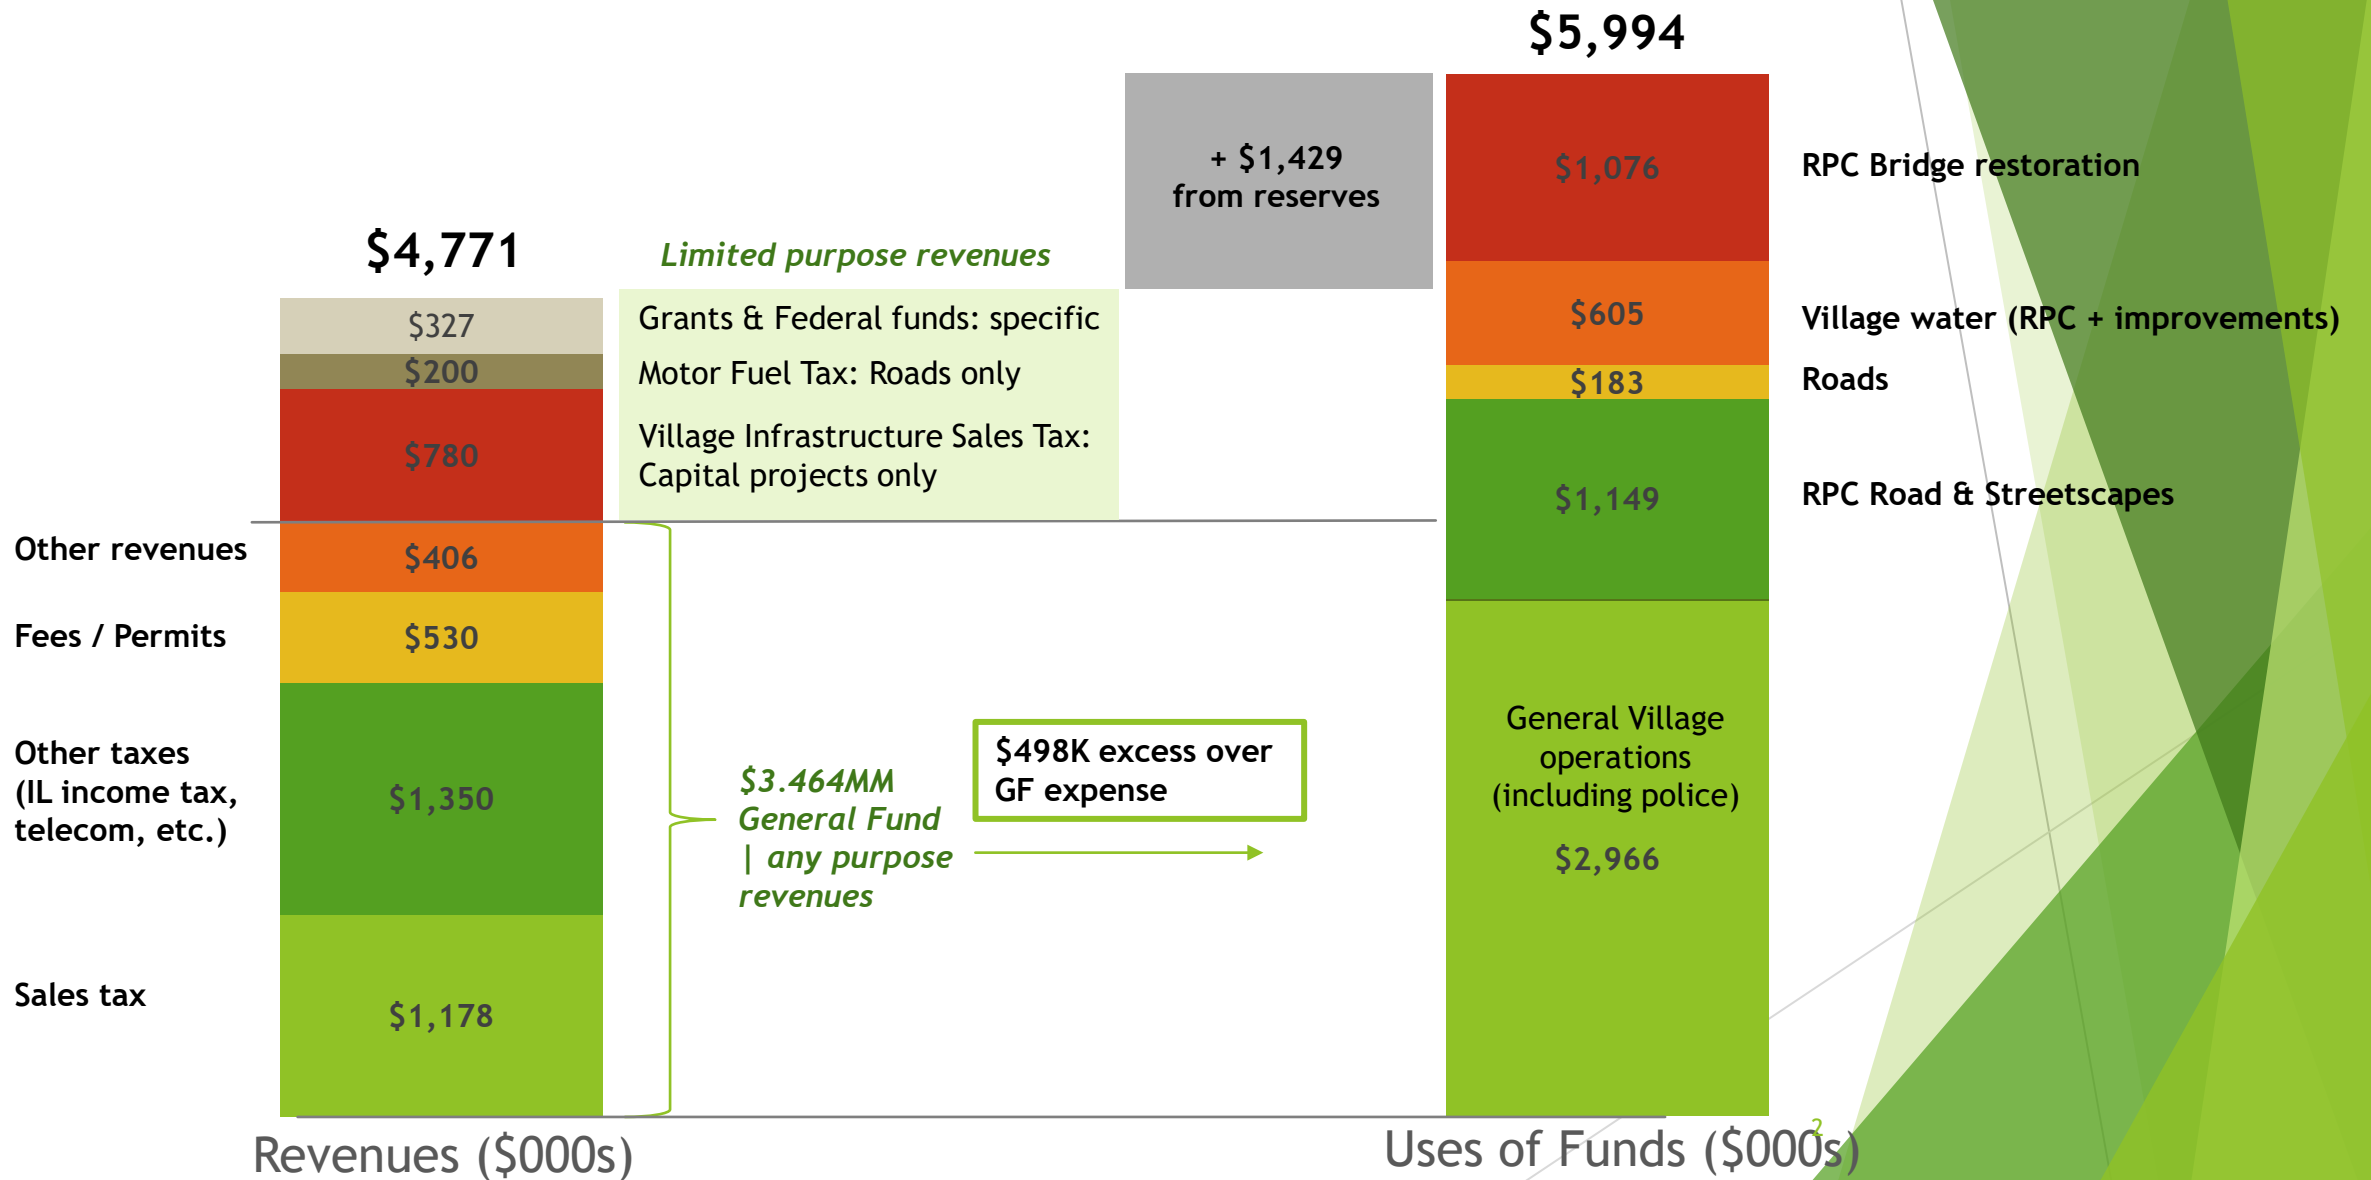 $5,994
+ $1,429
from reserves
$1,076
RPC Bridge restoration
$4,771
Limited purpose revenues
$327
Grants & Federal funds: specific
$605
Village water (RPC + improvements)
$200
Motor Fuel Tax: Roads only
$183
Roads
$780
Village Infrastructure Sales Tax:
Capital projects only
$1,149
RPC Road & Streetscapes
Other revenues
$406
Fees / Permits
$530
Other taxes
(IL income tax,
telecom, etc.)
$1,350
$3.464MM
General Fund
| any purpose
revenues
$498K excess over
GF expense
General Village
operations
(including police)
$2,966
Sales tax
$1,178
Revenues ($000s)
Uses of Funds ($000s)
2